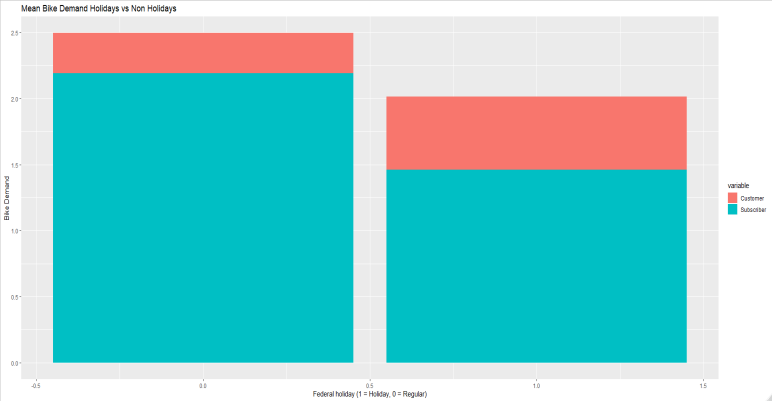 Mean Bike Demand Holidays vs Non Holidays
2.5
2.0
1.5
1.0
0.5
0.0
Bike Demand
-0.5 0.0 0.5 1.0 1.5
Federal holiday (1 = Holiday, 0 = Regular)
variable
Customer
Subscriber